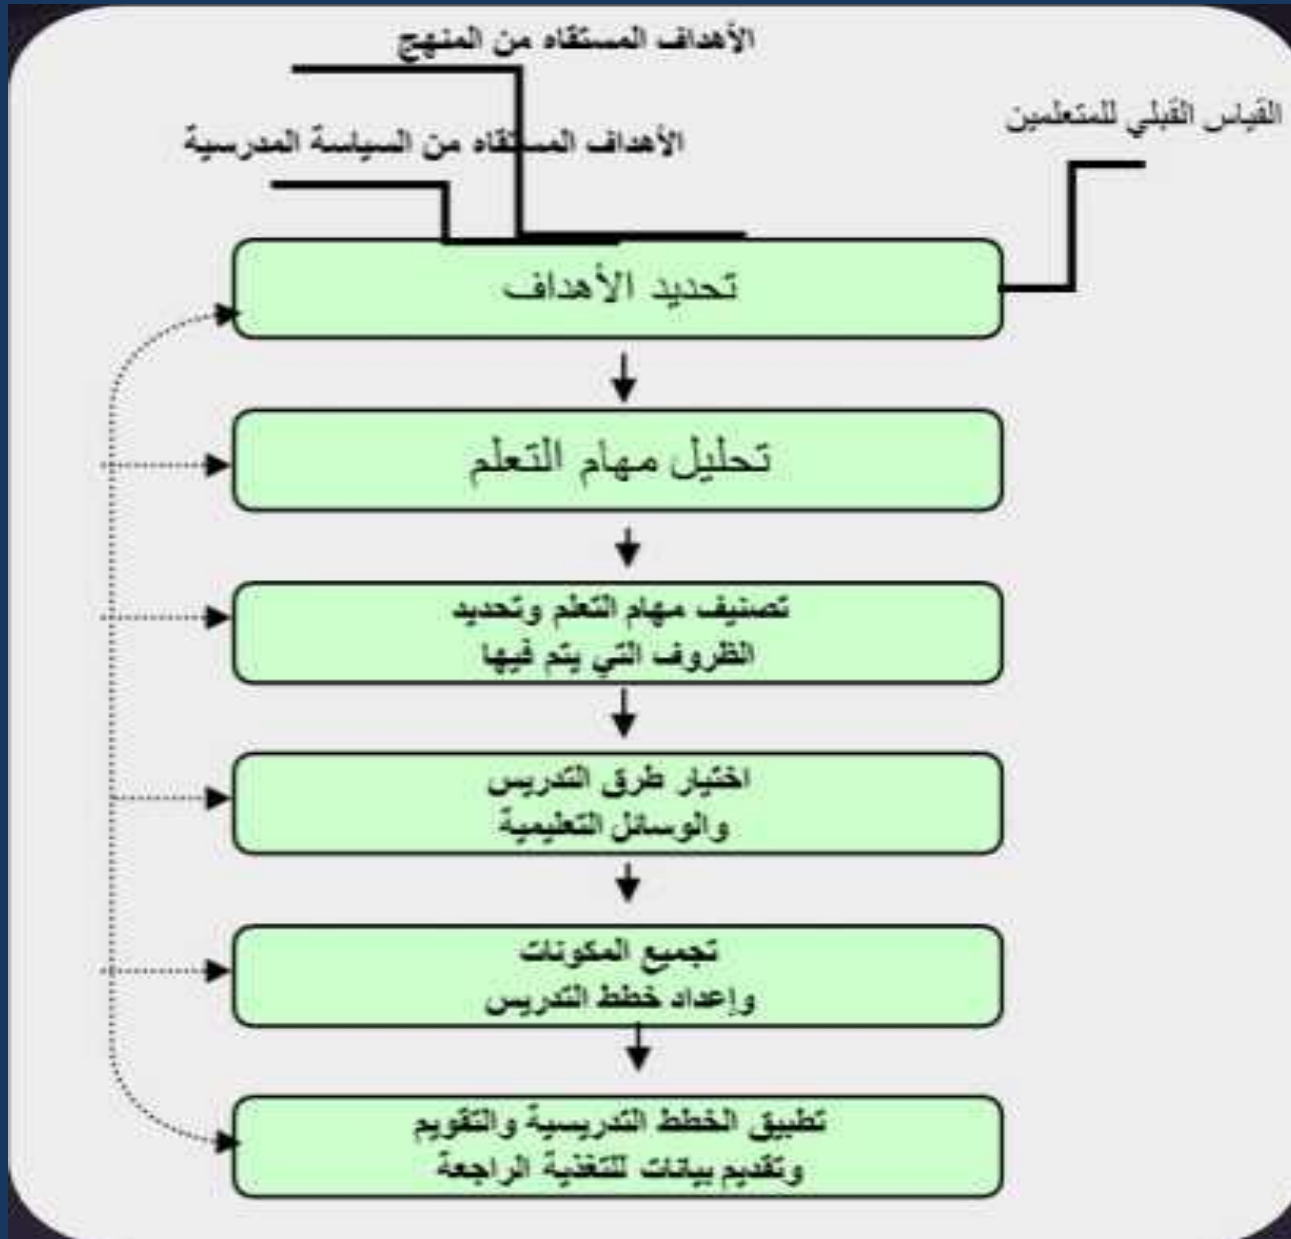 الأهداف المستقاه من المنهج
القياس القبلي للمتعلمين
الأهداف المستقاه من السياسة المدرسية
تحديد الأهداف
تحليل مهام التعلم
تصنيف مهام التعلم وتحديد
الظروف التي يتم فيها
اختيار طرق التدريس
والوسائل التعليمية
تجميع المكونات
وإعداد خطط التدريس
تطبيق الخطط التدريسية والتقويم
وتقديم بيانات للتغذية الراجعة